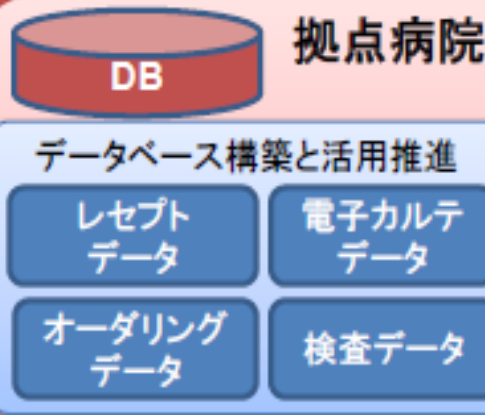 DB
拠点病院
データベース構築と活用推進
レセプト
データ
電子カルテ
データ
オーダリング
データ
検査データ